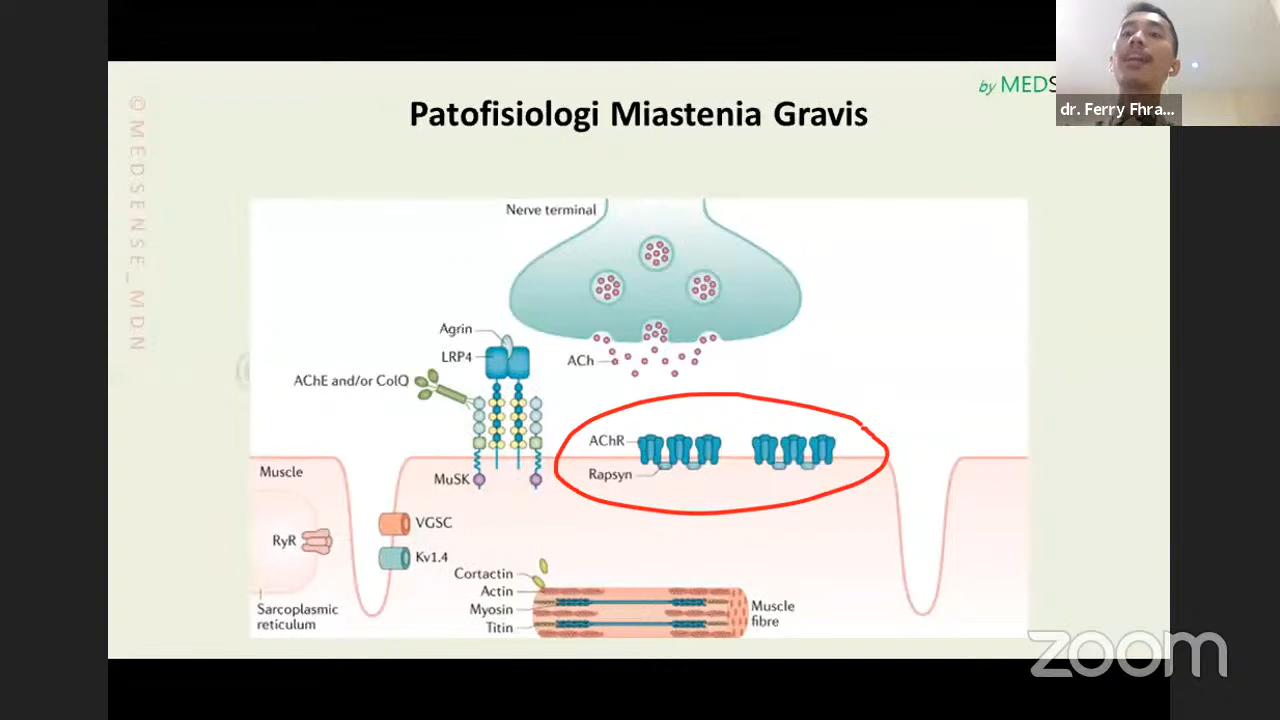 by MEDS
dr. Ferry Fhra...
©MEDSENSE_MDN
Patofisiologi Miastenia Gravis
Nerve terminal
Agrin
LRP4
ACh
AChE and/or ColQ
AChR
Muscle
Rapsyn
MuSK
VGSC
RyR
Kv1.4
Cortactin
Actin
Sarcoplasmic
reticulum
Myosin
Titin
Muscle
fibre
zoom